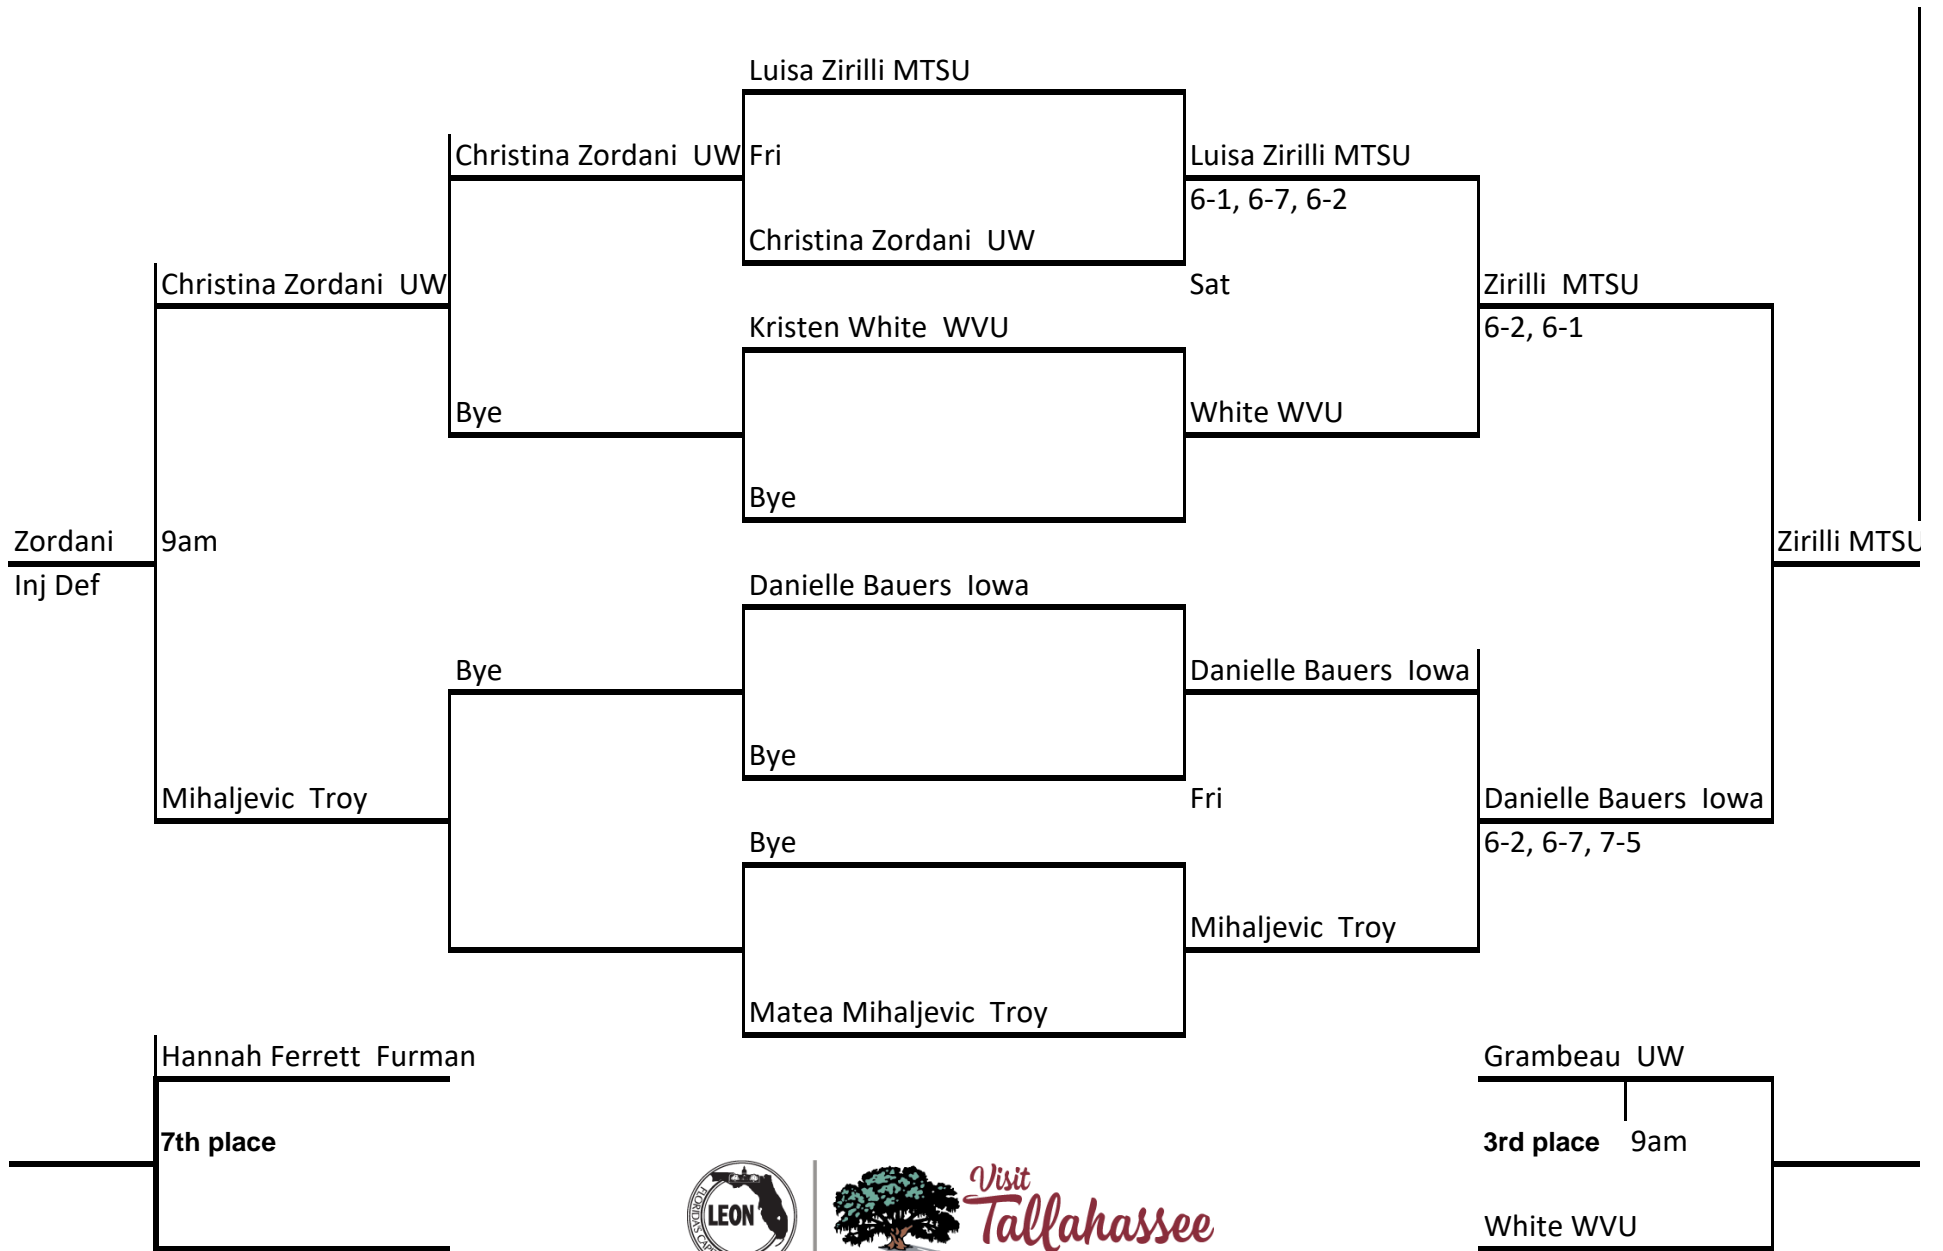 Luisa Zirilli MTSU
Christina Zordani UW Fri Luisa Zirilli MTSU
6-1, 6-7, 6-2
Christina Zordani UW
Christina Zordani UW Sat Zirilli MTSU
Kristen White WVU 6-2, 6-1
Bye White WVU
Bye
Zordani 9am Zirilli MTSU
Inj Def Danielle Bauers Iowa
Bye Danielle Bauers Iowa
Bye
Mihaljevic Troy Fri Danielle Bauers Iowa
Bye 6-2, 6-7, 7-5
Mihaljevic Troy
Matea Mihaljevic Troy
Hannah Ferrett Furman Grambeau UW
7th place 3rd place 9am
Visit
LEON Tallahassee
White WVU